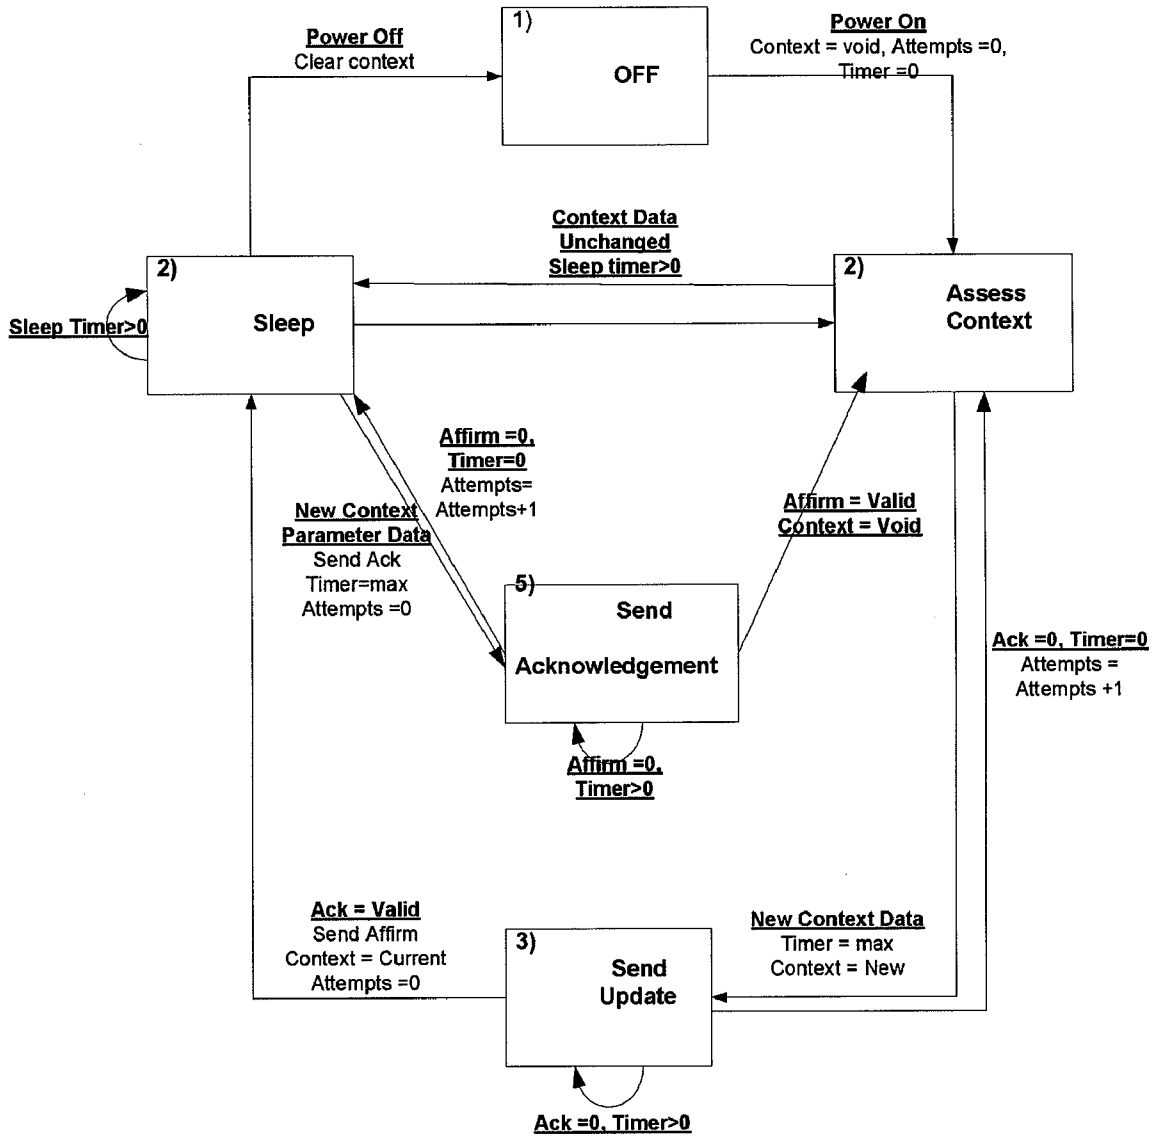 1)
OFF
Power Off
Clear context
Power On
Context = void, Attempts =0,
Timer =0
Context Data
Unchanged
Sleep timer>0
2)
Sleep
Sleep Timer>0
2)
Assess
Context
Affirm =0,
Timer=0
Attempts=
Attempts+1
New Context
Parameter Data
Send Ack
Timer=max
Attempts =0
Affirm = Valid
Context = Void
5)
Send
Acknowledgement
Affirm =0,
Timer>0
Ack =0, Timer=0
Attempts =
Attempts +1
Ack = Valid
Send Affirm
Context = Current
Attempts =0
New Context Data
Timer = max
Context = New
3)
Send
Update
Ack =0, Timer>0